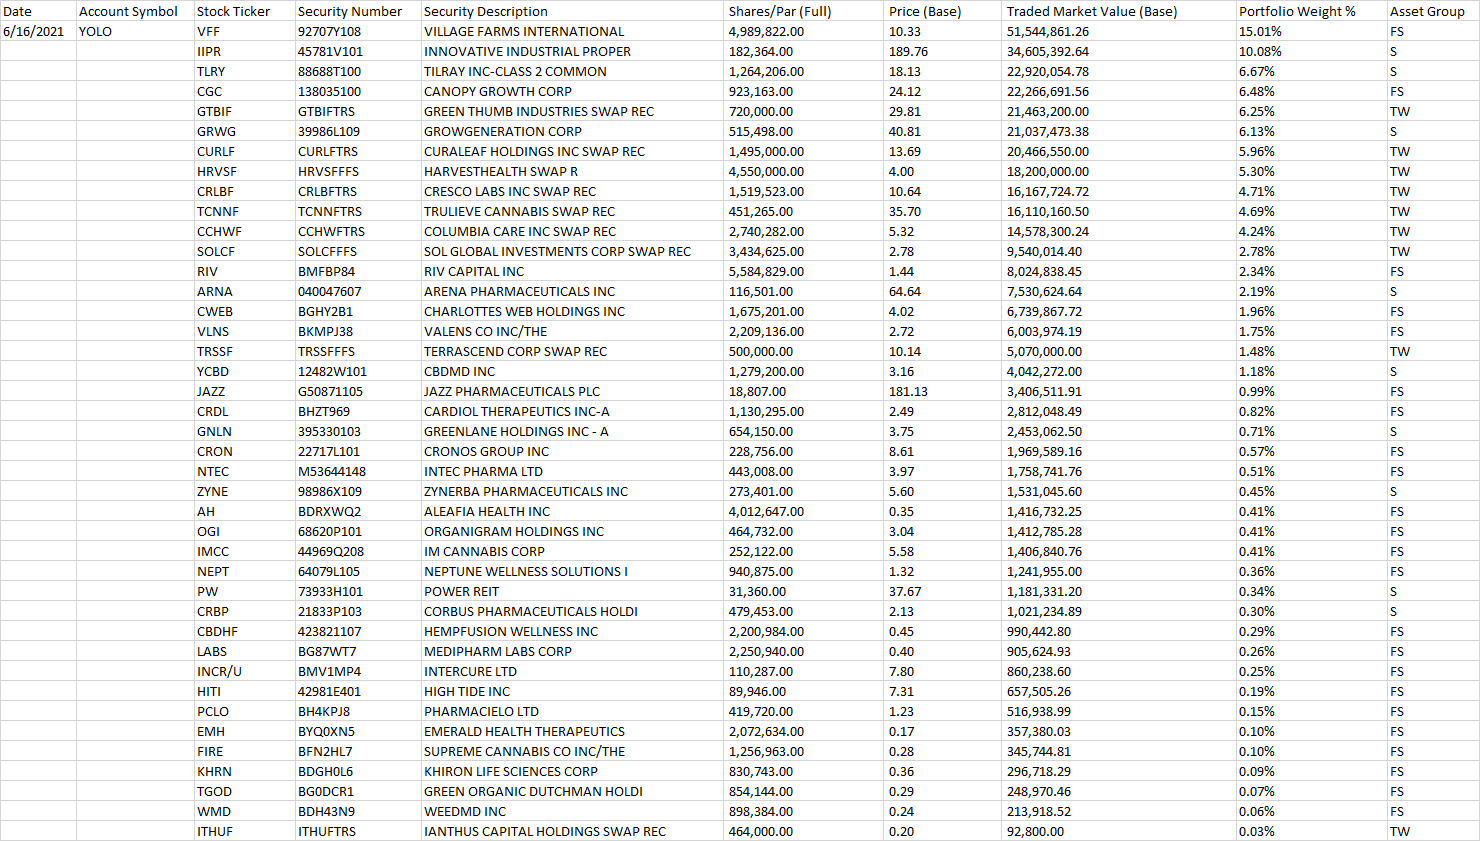 Date Account Symbol Stock Ticker Security Number Security Description Shares/Par (Full) Price (Base) Traded Market Value (Base) Portfolio Weight % Asset Group
6/16/2021 YOLO VFF 92707Y108 VILLAGE FARMS INTERNATIONAL 4,989,822.00 10.33 51,544,861.26 15.01% FS
IIPR 45781V101 INNOVATIVE INDUSTRIAL PROPER 182,364.00 189.76 34,605,392.64 10.08% S
TLRY 88688T100 TILRAY INC-CLASS 2 COMMON 1,264,206.00 18.13 22,920,054.78 6.67% S
CGC 138035100 CANOPY GROWTH CORP 923,163.00 24.12 22,266,691.56 6.48% FS
GTBIF GTBIFTRS GREEN THUMB INDUSTRIES SWAP REC 720,000.00 29.81 21,463,200.00 6.25% TW
GRWG 39986L109 GROWGENERATION CORP 515,498.00 40.81 21,037,473.38 6.13% S
CURLF CURLFTRS CURALEAF HOLDINGS INC SWAP REC 1,495,000.00 13.69 20,466,550.00 5.96% TW
HRVSF HRVSFFFS HARVESTHEALTH SWAP R 4,550,000.00 4.00 18,200,000.00 5.30% TW
CRLBF CRLBFTRS CRESCO LABS INC SWAP REC 1,519,523.00 10.64 16,167,724.72 4.71% TW
TCNNF TCNNFTRS TRULIEVE CANNABIS SWAP REC 451,265.00 35.70 16,110,160.50 4.69% TW
CCHWF CCHWFTRS COLUMBIA CARE INC SWAP REC 2,740,282.00 5.32 14,578,300.24 4.24% TW
SOLCF SOLCFFFS SOL GLOBAL INVESTMENTS CORP SWAP REC 3,434,625.00 2.78 9,540,014.40 2.78% TW
RIV BMFBP84 RIV CAPITAL INC 5,584,829.00 1.44 8,024,838.45 2.34% FS
ARNA 040047607 ARENA PHARMACEUTICALS INC 116,501.00 64.64 7,530,624.64 2.19% S
CWEB BGHY2B1 CHARLOTTES WEB HOLDINGS INC 1,675,201.00 4.02 6,739,867.72 1.96% FS
VLNS BKMPJ38 VALENS CO INC/THE 2,209,136.00 2.72 6,003,974.19 1.75% FS
TRSSF TRSSFFFS TERRASCEND CORP SWAP REC 500,000.00 10.14 5,070,000.00 1.48% TW
YCBD 12482W101 CBDMD INC 1,279,200.00 3.16 4,042,272.00 1.18% S
JAZZ G50871105 JAZZ PHARMACEUTICALS PLC 18,807.00 181.13 3,406,511.91 0.99% FS
CRDL BHZT969 CARDIOL THERAPEUTICS INC-A 1,130,295.00 2.49 2,812,048.49 0.82% FS
GNLN 395330103 GREENLANE HOLDINGS INC - A 654,150.00 3.75 2,453,062.50 0.71% S
CRON 22717L101 CRONOS GROUP INC 228,756.00 8.61 1,969,589.16 0.57% FS
NTEC M53644148 INTEC PHARMA LTD 443,008.00 3.97 1,758,741.76 0.51% FS
ZYNE 98986X109 ZYNERBA PHARMACEUTICALS INC 273,401.00 5.60 1,531,045.60 0.45% S
AH BDRXWQ2 ALEAFIA HEALTH INC 4,012,647.00 0.35 1,416,732.25 0.41% FS
OGI 68620P101 ORGANIGRAM HOLDINGS INC 464,732.00 3.04 1,412,785.28 0.41% FS
IMCC 44969Q208 IM CANNABIS CORP 252,122.00 5.58 1,406,840.76 0.41% FS
NEPT 64079L105 NEPTUNE WELLNESS SOLUTIONS I 940,875.00 1.32 1,241,955.00 0.36% FS
PW 73933H101 POWER REIT 31,360.00 37.67 1,181,331.20 0.34% S
CRBP 21833P103 CORBUS PHARMACEUTICALS HOLDI 479,453.00 2.13 1,021,234.89 0.30% S
CBDHF 423821107 HEMPFUSION WELLNESS INC 2,200,984.00 0.45 990,442.80 0.29% FS
LABS BG87WT7 MEDIPHARM LABS CORP 2,250,940.00 0.40 905,624.93 0.26% FS
INCR/U BMV1MP4 INTERCURE LTD 110,287.00 7.80 860,238.60 0.25% FS
HITI 42981E401 HIGH TIDE INC 89,946.00 7.31 657,505.26 0.19% FS
PCLO BH4KPJ8 PHARMACIELO LTD 419,720.00 1.23 516,938.99 0.15% FS
EMH BYQ0XN5 EMERALD HEALTH THERAPEUTICS 2,072,634.00 0.17 357,380.03 0.10% FS
FIRE BFN2HL7 SUPREME CANNABIS CO INC/THE 1,256,963.00 0.28 345,744.81 0.10% FS
KHRN BDGH0L6 KHIRON LIFE SCIENCES CORP 830,743.00 0.36 296,718.29 0.09% FS
TGOD BG0DCR1 GREEN ORGANIC DUTCHMAN HOLDI 854,144.00 0.29 248,970.46 0.07% FS
WMD BDH43N9 WEEDMD INC 898,384.00 0.24 213,918.52 0.06% FS
ITHUF ITHUFTRS IANTHUS CAPITAL HOLDINGS SWAP REC 464,000.00 0.20 92,800.00 0.03% TW